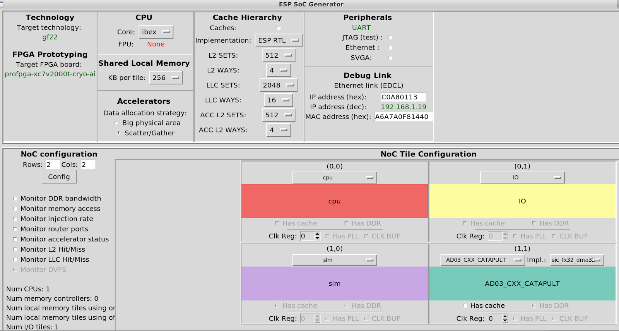 ESP SoC Generator
Technology
Target technology:
gf22
FPGA Prototyping
Target FPGA board:
profpga-xc7v2000t-cryo-ai
CPU
Core: ibex
FPU: None
Shared Local Memory
KB per tile: 256
Accelerators
Data allocation strategy:
Big physical area
Scatter/Gather
Cache Hierarchy
Caches:
Implementation: ESP RTL
L2 SETS: 512
L2 WAYS: 4
LLC SETS: 2048
LLC WAYS: 16
ACC L2 SETS: 512
ACC L2 WAYS: 4
Peripherals
UART
JTAG (test) :
Ethernet :
SVGA:
Debug Link
Ethernet link (EDCL)
IP address (hex): C0A80113
IP address (dec): 192.168.1.19
MAC address (hex): A6A7A0F81440
NoC configuration
Rows: 2 Cols: 2
Config
Monitor DDR bandwidth
Monitor memory access
Monitor injection rate
Monitor router ports
Monitor accelerator status
Monitor L2 Hit/Miss
Monitor LLC Hit/Miss
Monitor DVFS
Num CPUs: 1
Num memory controllers: 0
Num local memory tiles using or
Num local memory tiles using of
Num I/O tiles: 1
NoC Tile Configuration
(0,0)
cpu
cpu
Has cache Has DDR
Clk Reg: 0 Has PLL CLK BUF
(0,1)
IO
IO
Has cache Has DDR
Clk Reg: 0 Has PLL CLK BUF
(1,0)
slm
slm
Has cache Has DDR
Clk Reg: 0 Has PLL CLK BUF
(1,1)
AD03_CXX_CATAPULT Impl.:
AD03_CXX_CATAPULT
Has cache Has DDR
Clk Reg: 0 Has PLL CLK BUF